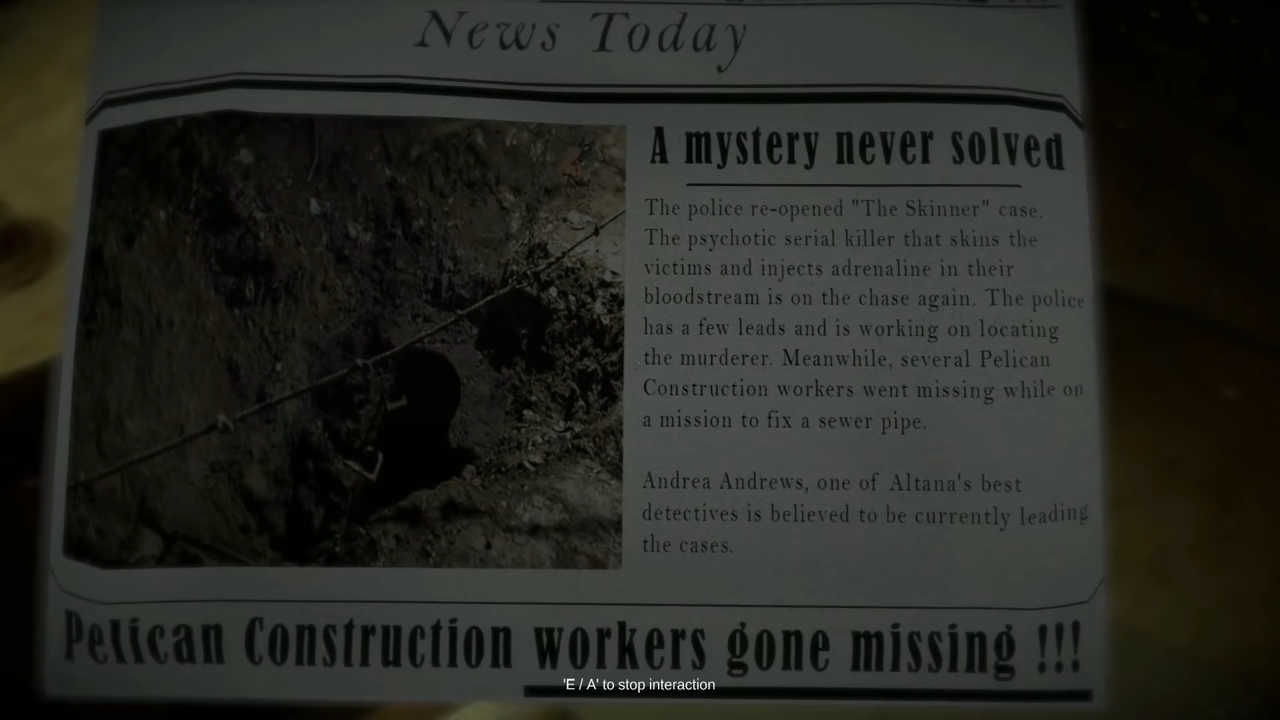 News Today
A mystery never solved
The police re-opened "The Skinner" case.
The psychotic serial killer that skins the
victims and injects adrenaline in their
bloodstream is on the chase again. The police
has a few leads and is working on locating
the murderer. Meanwhile, several Pelican
Construction workers went missing while on
a mission to fix a sewer pipe.
Andrea Andrews, one of Altana's best
detectives is believed to be currently leading
the cases.
Pelican Construction workers gone missing !!!
'E / A' to stop interaction